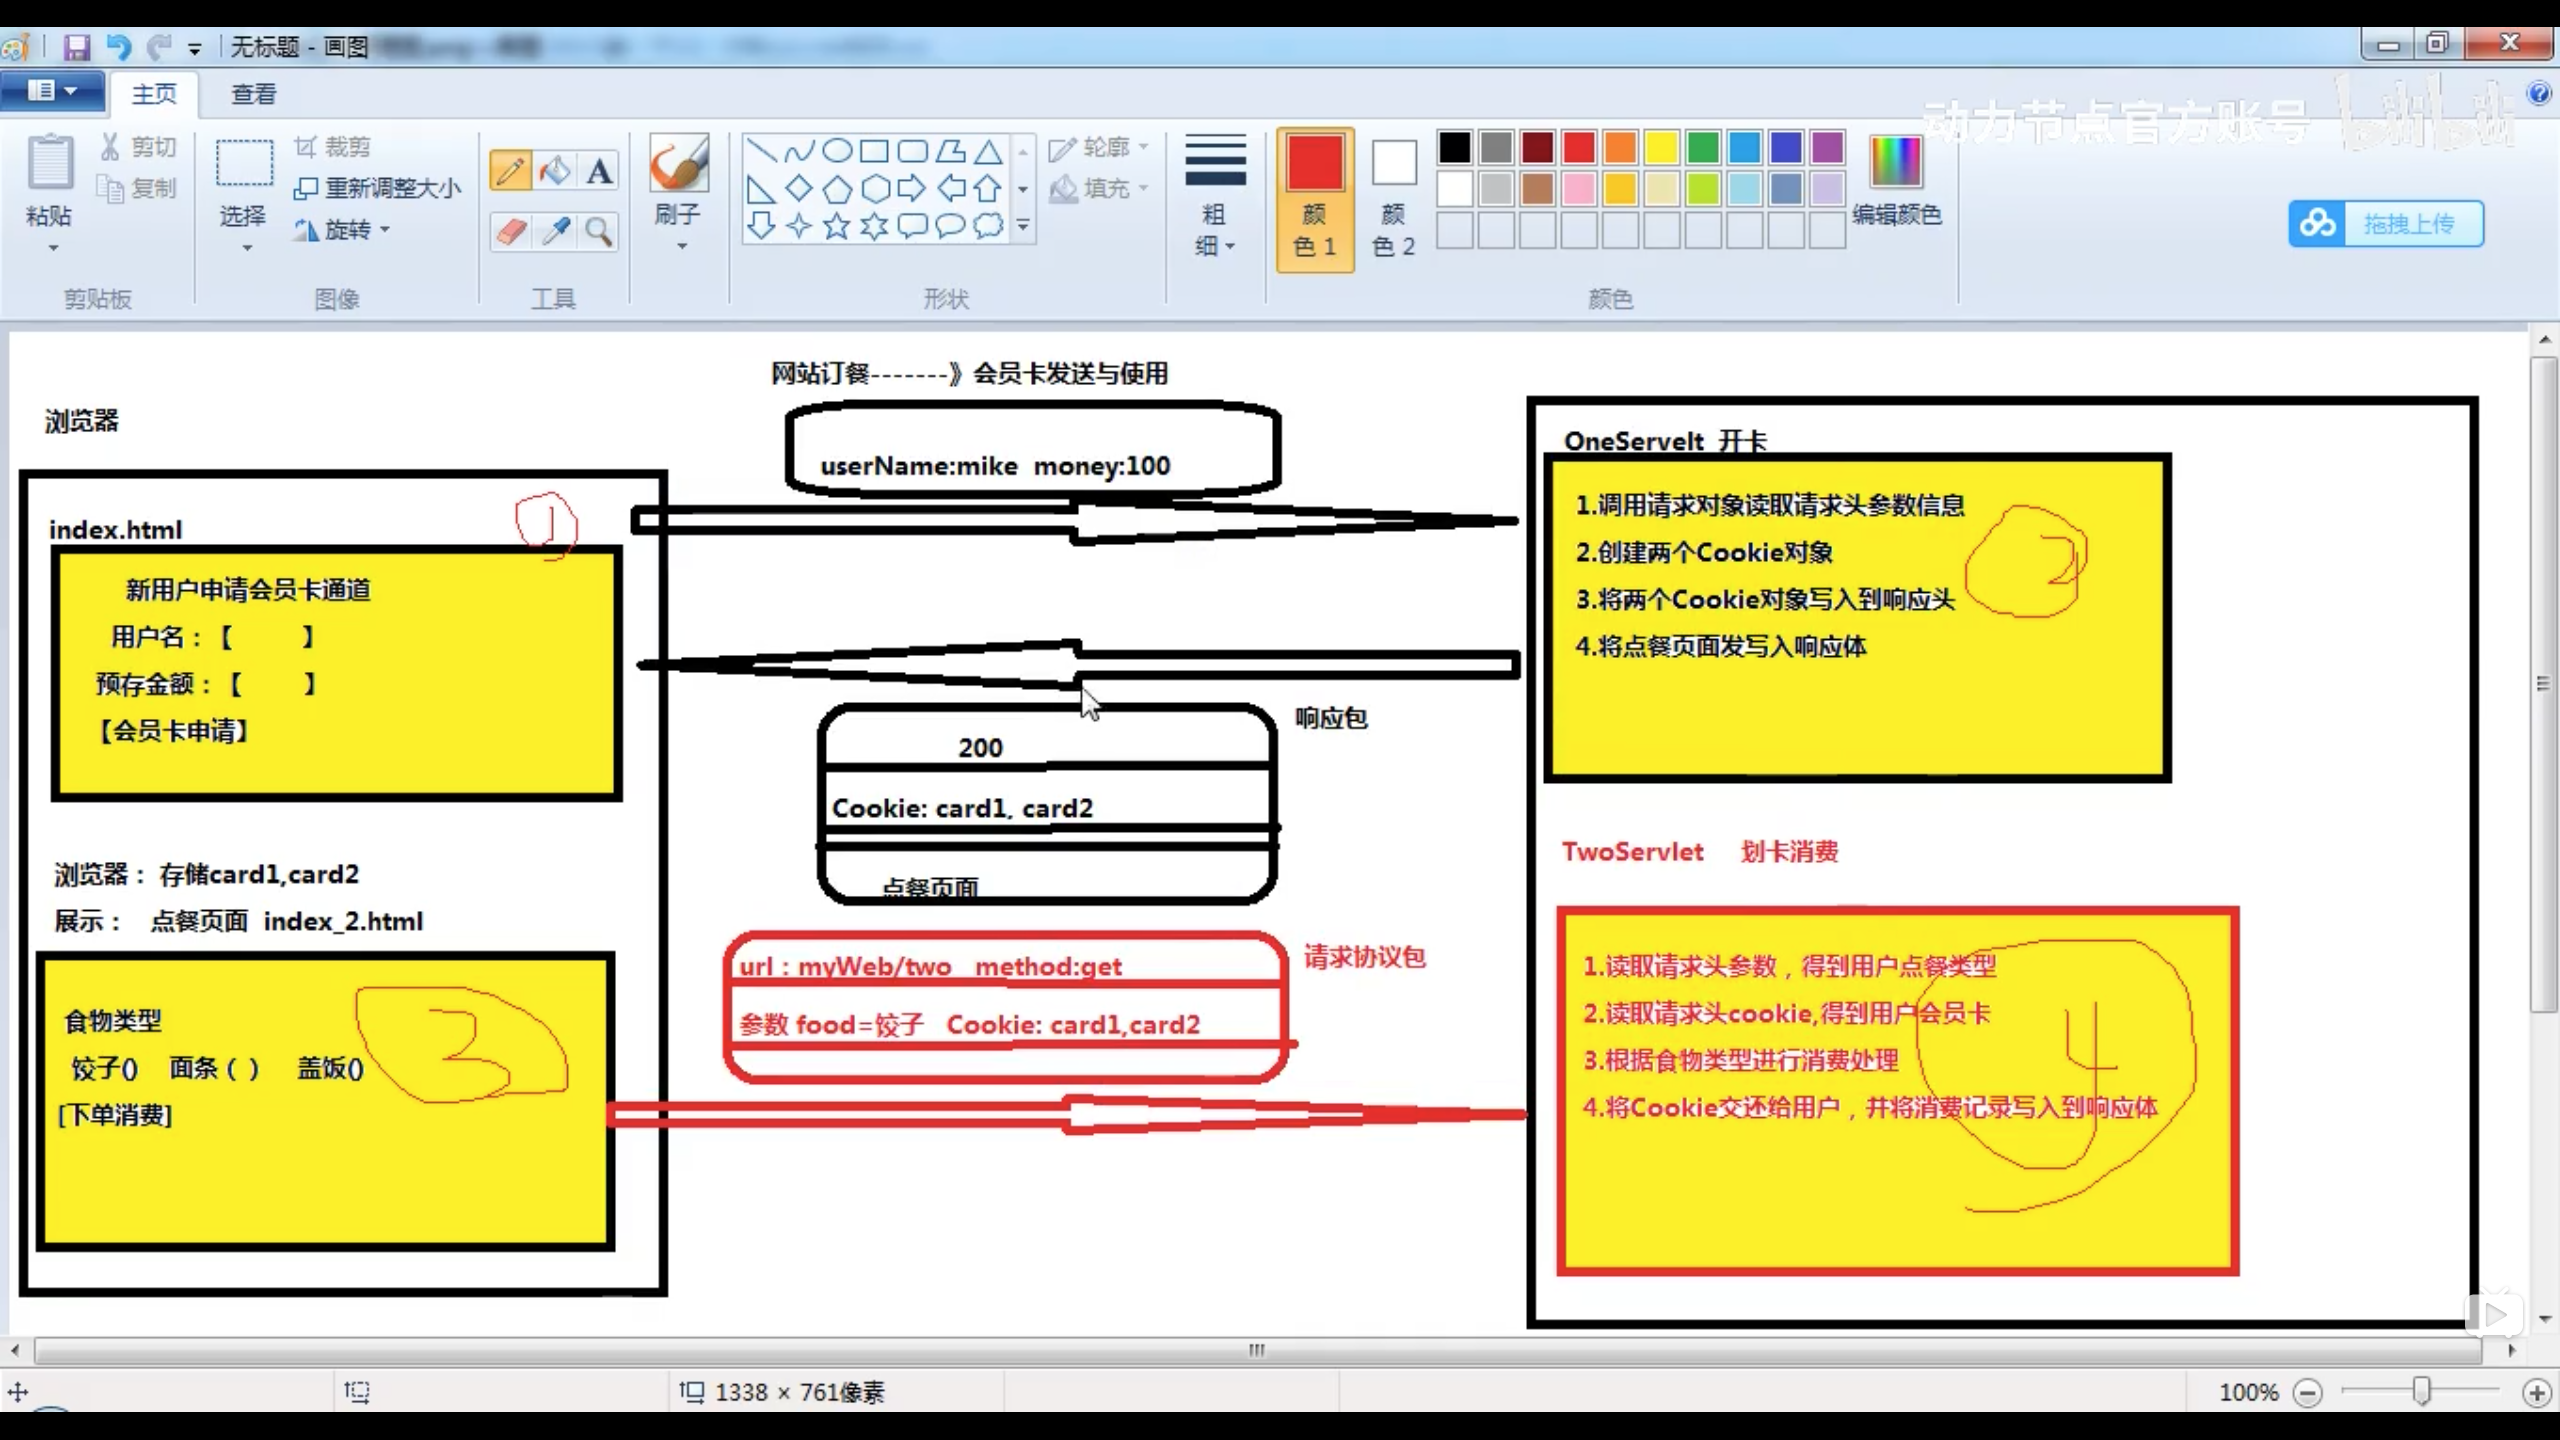 无标题 - 画图
主页 查看
动力节点官方账号 bilibili
粘贴 剪切 复制 剪贴板
选择 裁剪 重新调整大小 旋转 图像
A 工具
刷子
轮廓 填充 形状
粗细
颜色 1 颜色 2 编辑颜色 颜色
拖拽上传
网站订餐-------》会员卡发送与使用
浏览器
index.html
1
新用户申请会员卡通道
用户名：【 】
预存金额：【 】
【会员卡申请】
浏览器： 存储card1,card2
展示： 点餐页面 index_2.html
食物类型
饺子() 面条（ ） 盖饭()
[下单消费]
3
userName:mike money:100
响应包
200
Cookie: card1, card2
点餐页面
请求协议包
url：myWeb/two method:get
参数 food=饺子 Cookie: card1,card2
OneServelt 开卡
1.调用请求对象读取请求头参数信息
2.创建两个Cookie对象
3.将两个Cookie对象写入到响应头
4.将点餐页面发写入响应体
2
TwoServlet 划卡消费
1.读取请求头参数，得到用户点餐类型
2.读取请求头cookie,得到用户会员卡
3.根据食物类型进行消费处理
4.将Cookie交还给用户，并将消费记录写入到响应体
4
1338 × 761像素
100%